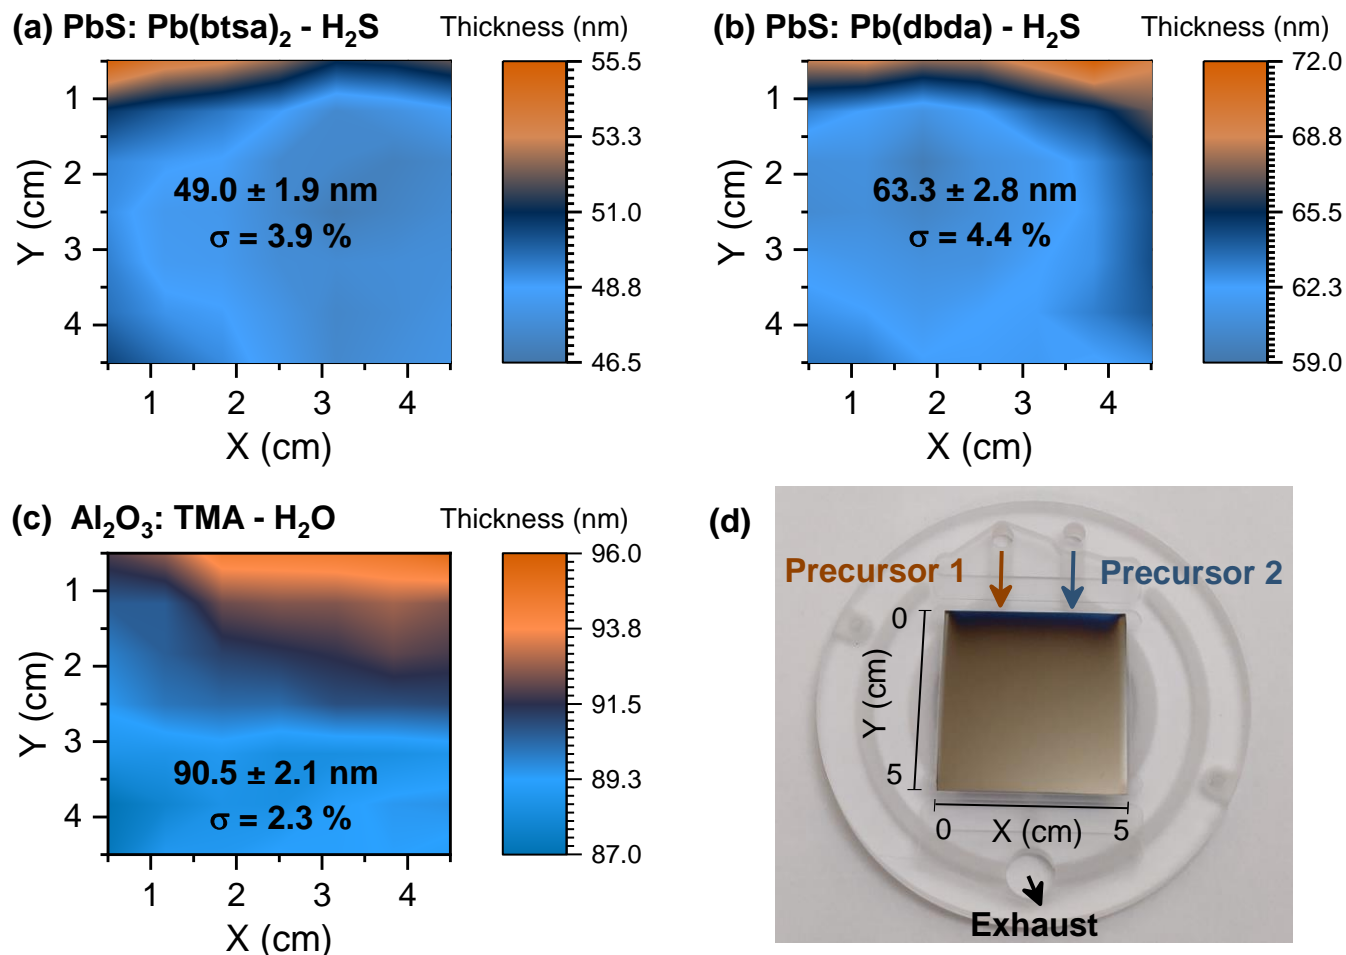 (a) PbS: Pb(btsa)₂ - H₂S
Thickness (nm)
55.5
53.3
51.0
48.8
46.5
1
2
3
4
Y (cm)
49.0 ± 1.9 nm
σ = 3.9 %
1 2 3 4
X (cm)
(b) PbS: Pb(dbda) - H₂S
Thickness (nm)
72.0
68.8
65.5
62.3
59.0
1
2
3
4
Y (cm)
63.3 ± 2.8 nm
σ = 4.4 %
1 2 3 4
X (cm)
(c) Al₂O₃: TMA - H₂O
Thickness (nm)
96.0
93.8
91.5
89.3
87.0
1
2
3
4
Y (cm)
90.5 ± 2.1 nm
σ = 2.3 %
1 2 3 4
X (cm)
(d)
Precursor 1
Precursor 2
0
Y (cm)
5
0 X (cm) 5
Exhaust